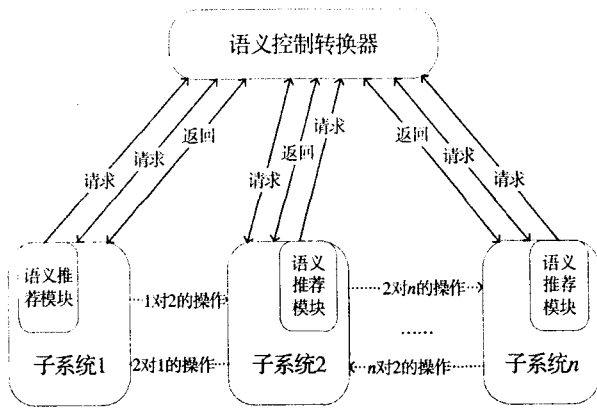 语义控制转换器
请求
请求
返回
请求
返回
请求
返回
请求
请求
语义推
荐模块
语义
推荐
模块
语义
推荐
模块
1对2的操作
2对n的操作
……
子系统1
2对1的操作
子系统2
n对2的操作
子系统n